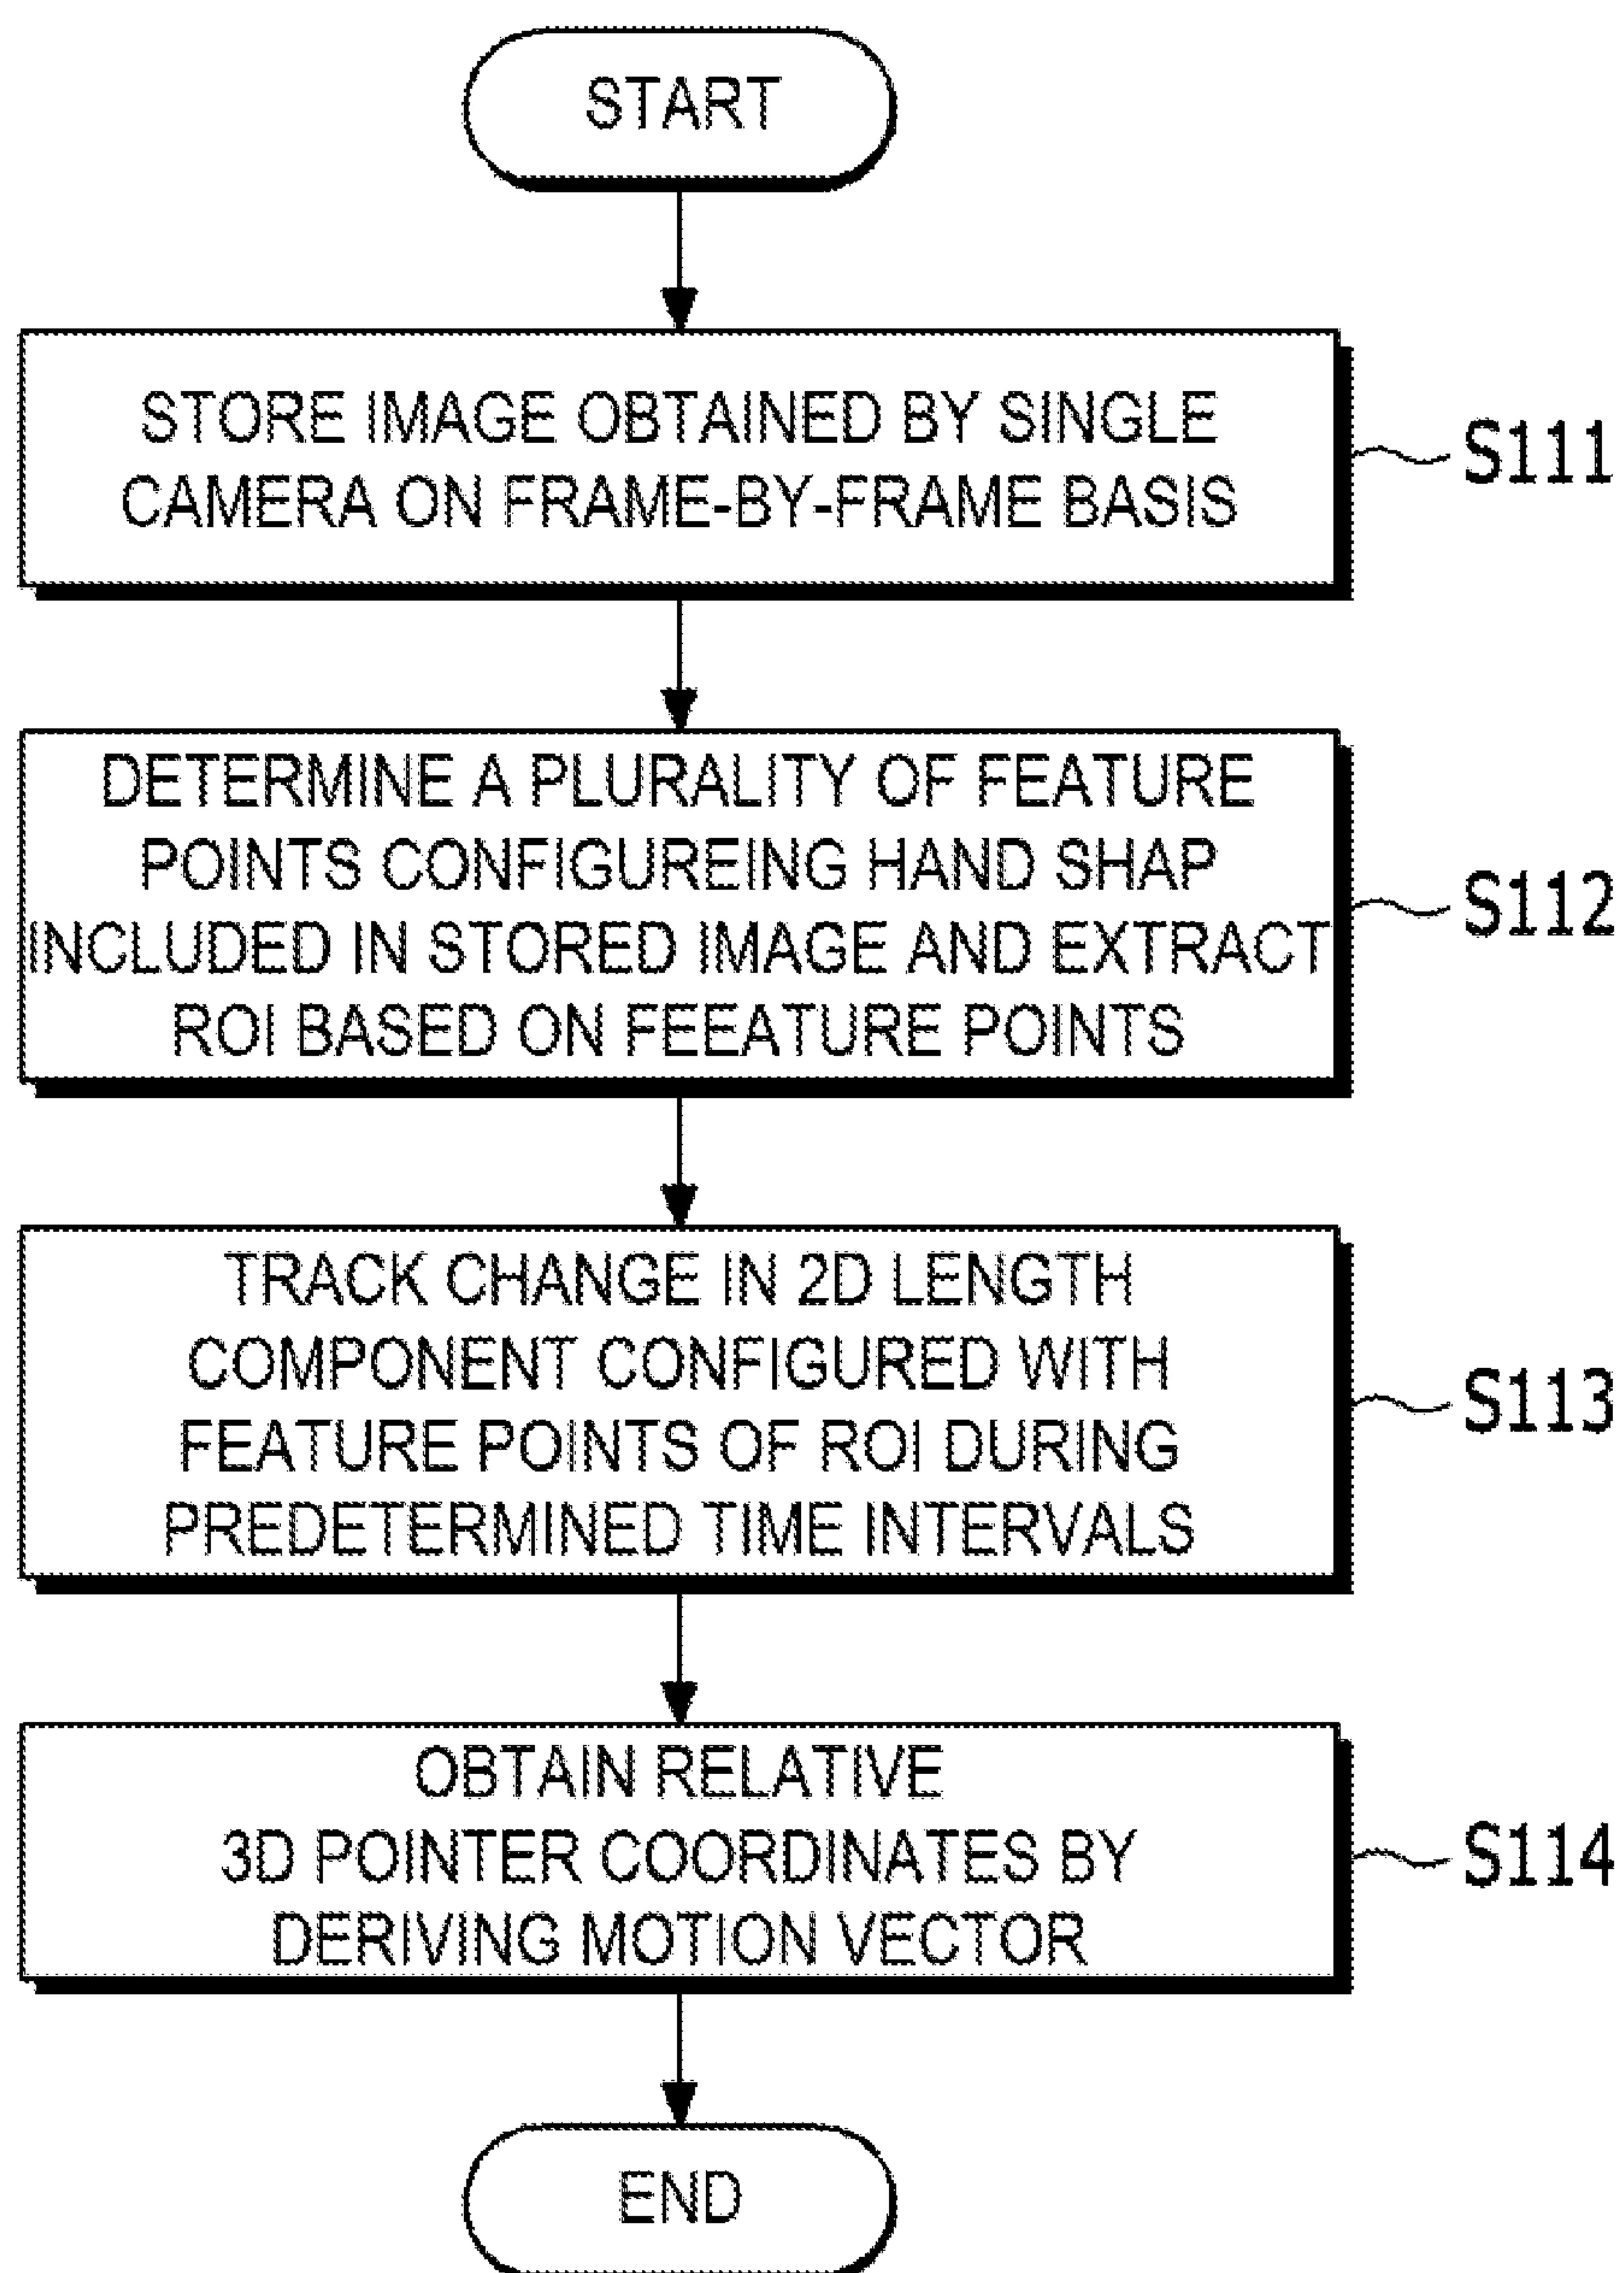 START
STORE IMAGE OBTAINED BY SINGLE
CAMERA ON FRAME-BY-FRAME BASIS
S111
DETERMINE A PLURALITY OF FEATURE
POINTS CONFIGUREING HAND SHAP
INCLUDED IN STORED IMAGE AND EXTRACT
ROI BASED ON FEEATURE POINTS
S112
TRACK CHANGE IN 2D LENGTH
COMPONENT CONFIGURED WITH
FEATURE POINTS OF ROI DURING
PREDETERMINED TIME INTERVALS
S113
OBTAIN RELATIVE
3D POINTER COORDINATES BY
DERIVING MOTION VECTOR
S114
END